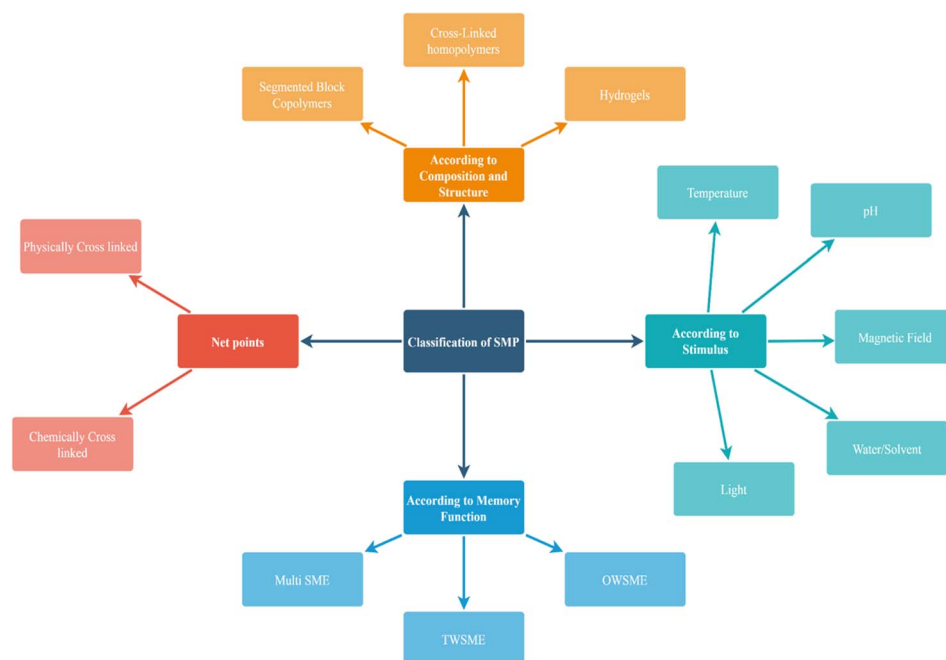 Cross-Linked
homopolymers
Segmented Block
Copolymers
Hydrogels
According to
Composition and
Structure
Temperature
pH
Physically Cross linked
Net points
Classification of SMP
According to
Stimulus
Magnetic Field
Chemically Cross
linked
Water/Solvent
Light
According to Memory
Function
Multi SME
OWSME
TWSME